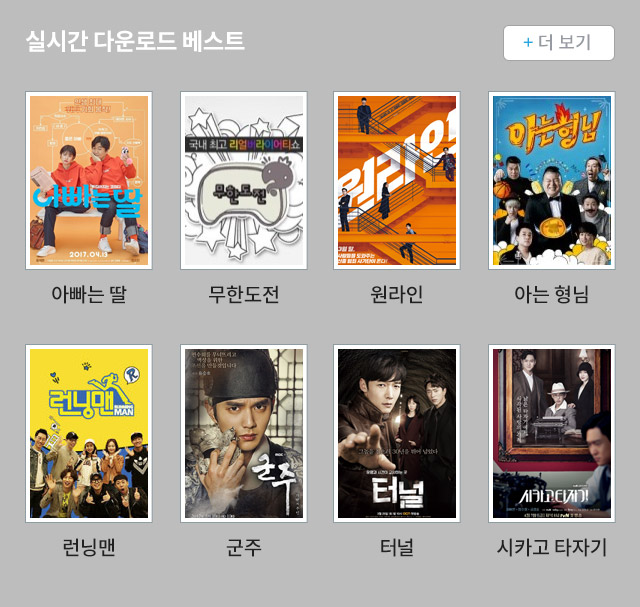 실시간 다운로드 베스트
+ 더 보기
아빠는 딸
2017.04.13
국내 최고 리얼버라이어티쇼
무한도전
원라인
아는 형님
아빠는 딸
무한도전
원라인
아는 형님
런닝맨
RUNNING MAN
군주
터널
시카고 타자기
런닝맨
군주
터널
시카고 타자기